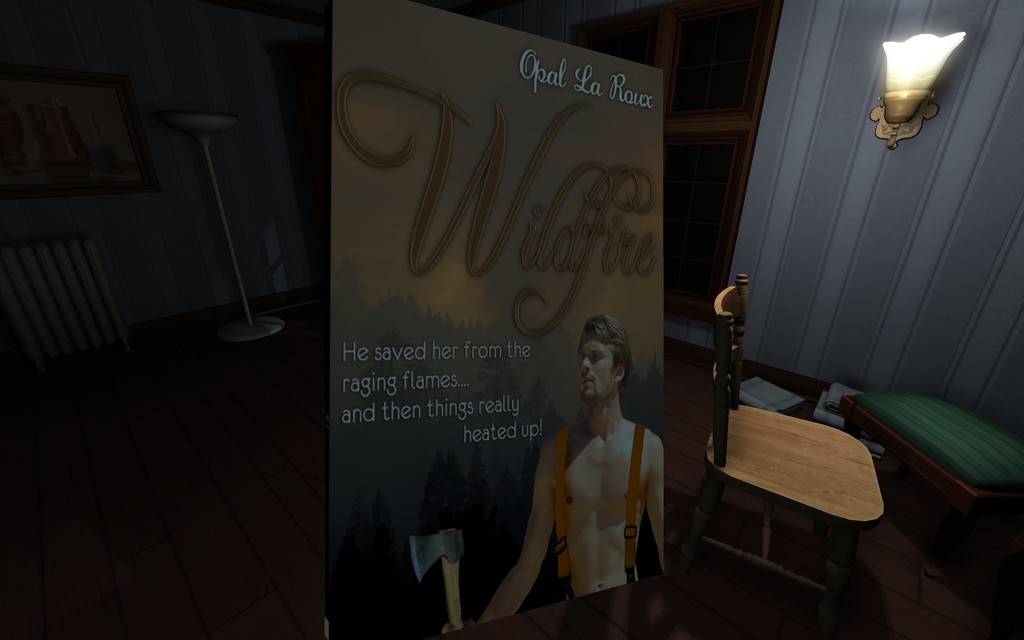 Opal La Roux
Wildfire
He saved her from the
raging flames....
and then things really
heated up!